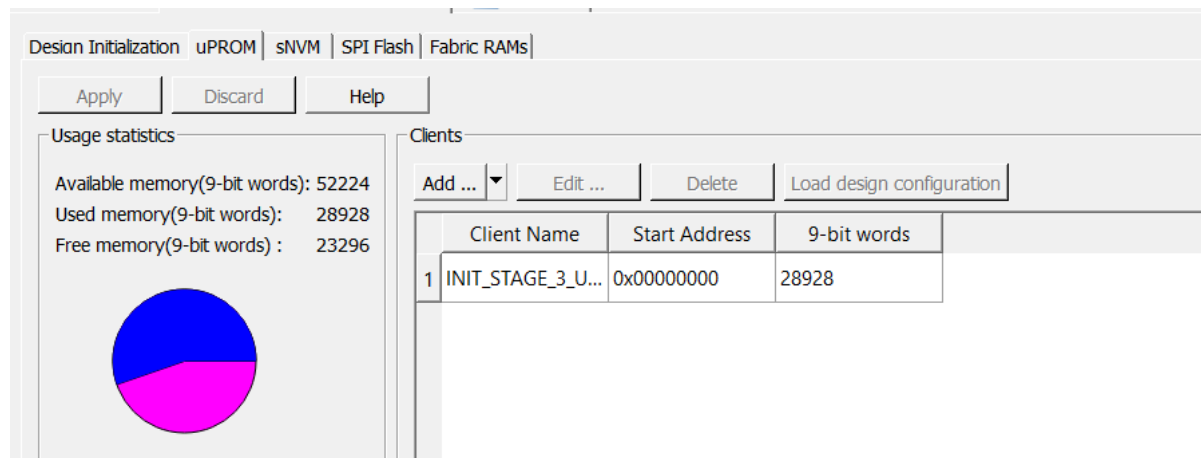 Design Initialization uPROM sNVM SPI Flash Fabric RAMs
Apply Discard Help
Usage statistics
Available memory(9-bit words): 52224
Used memory(9-bit words): 28928
Free memory(9-bit words) : 23296
Clients
Add ... Edit ... Delete Load design configuration
Client Name Start Address 9-bit words
1 INIT_STAGE_3_U... 0x00000000 28928